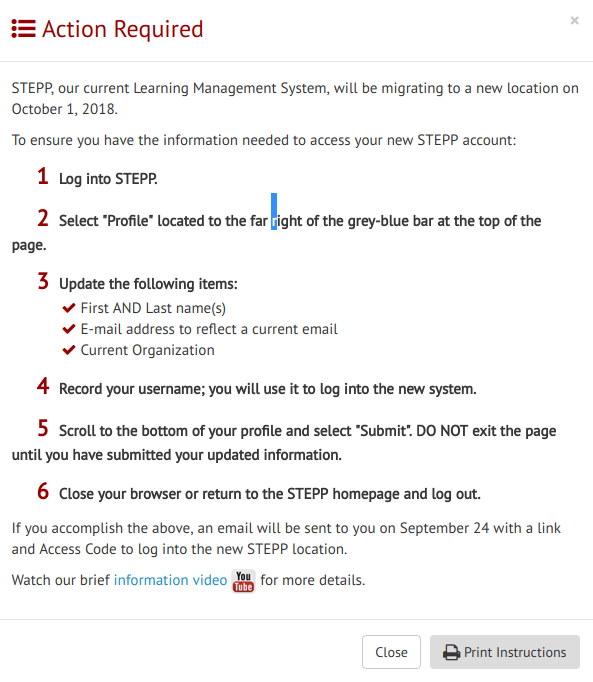 Action Required
×
STEPP, our current Learning Management System, will be migrating to a new location on
October 1, 2018.
To ensure you have the information needed to access your new STEPP account:
1 Log into STEPP.
2 Select "Profile" located to the far right of the grey-blue bar at the top of the
page.
3 Update the following items:
First AND Last name(s)
E-mail address to reflect a current email
Current Organization
4 Record your username; you will use it to log into the new system.
5 Scroll to the bottom of your profile and select "Submit". DO NOT exit the page
until you have submitted your updated information.
6 Close your browser or return to the STEPP homepage and log out.
If you accomplish the above, an email will be sent to you on September 24 with a link
and Access Code to log into the new STEPP location.
Watch our brief information video You Tube for more details.
Close Print Instructions